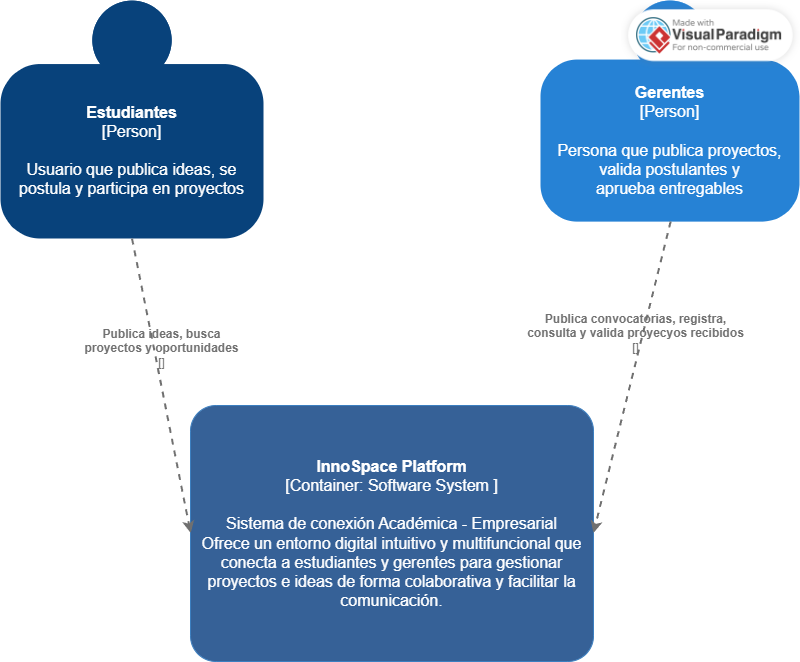 Estudiantes
[Person]
Usuario que publica ideas, se
postula y participa en proyectos
Made with
Visual Paradigm
For non-commercial use
Gerentes
[Person]
Persona que publica proyectos,
valida postulantes y
aprueba entregables
Publica ideas, busca
proyectos y oportunidades
[]
Publica convocatorias, registra,
consulta y valida proyecyos recibidos
[]
InnoSpace Platform
[Container: Software System ]
Sistema de conexión Académica - Empresarial
Ofrece un entorno digital intuitivo y multifuncional que
conecta a estudiantes y gerentes para gestionar
proyectos e ideas de forma colaborativa y facilitar la
comunicación.